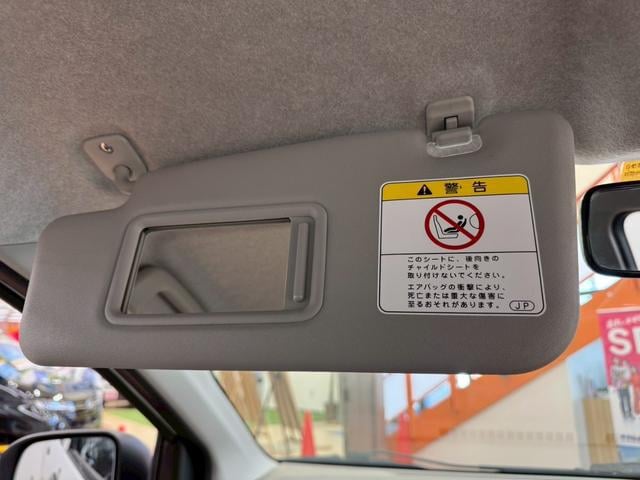 警告
このシートに、後向きの
チャイルドシートを
取り付けないでください。
エアバッグの衝撃により、
死亡または重大な傷害に
至るおそれがあります。
JP